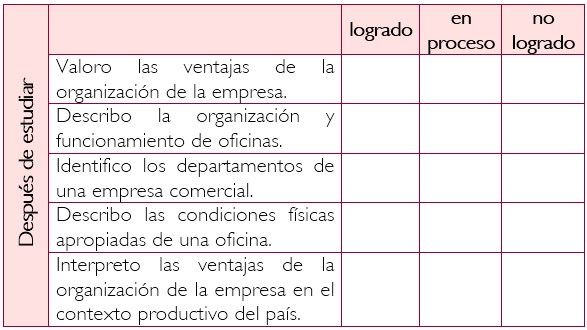 logrado
en
proceso
no
logrado
Después de estudiar
Valoro las ventajas de la
organización de la empresa.
Describo la organización y
funcionamiento de oficinas.
Identifico los departamentos de
una empresa comercial.
Describo las condiciones físicas
apropiadas de una oficina.
Interpreto las ventajas de la
organización de la empresa en el
contexto productivo del país.